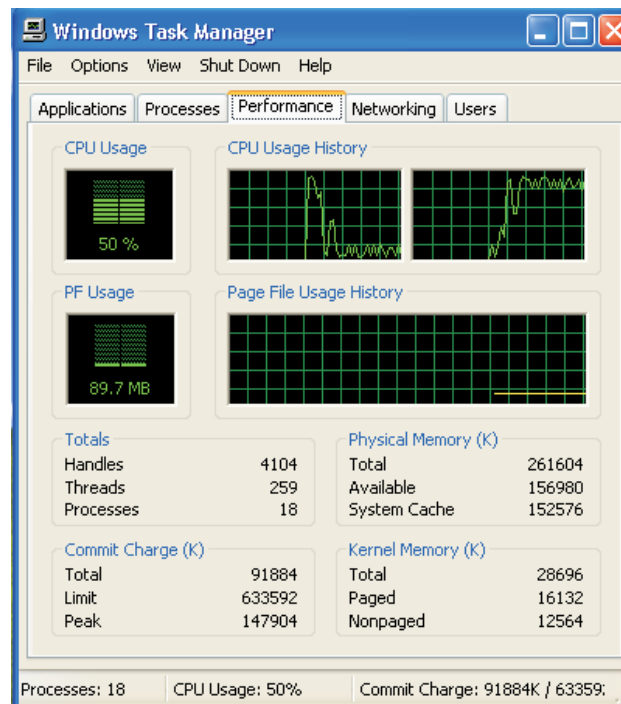 Windows Task Manager
File Options View Shut Down Help
Applications Processes Performance Networking Users
CPU Usage CPU Usage History
50 %
PF Usage Page File Usage History
89.7 MB
Totals
Handles 4104
Threads 259
Processes 18
Physical Memory (K)
Total 261604
Available 156980
System Cache 152576
Commit Charge (K)
Total 91884
Limit 633592
Peak 147904
Kernel Memory (K)
Total 28696
Paged 16132
Nonpaged 12564
Processes: 18 CPU Usage: 50% Commit Charge: 91884K / 63359